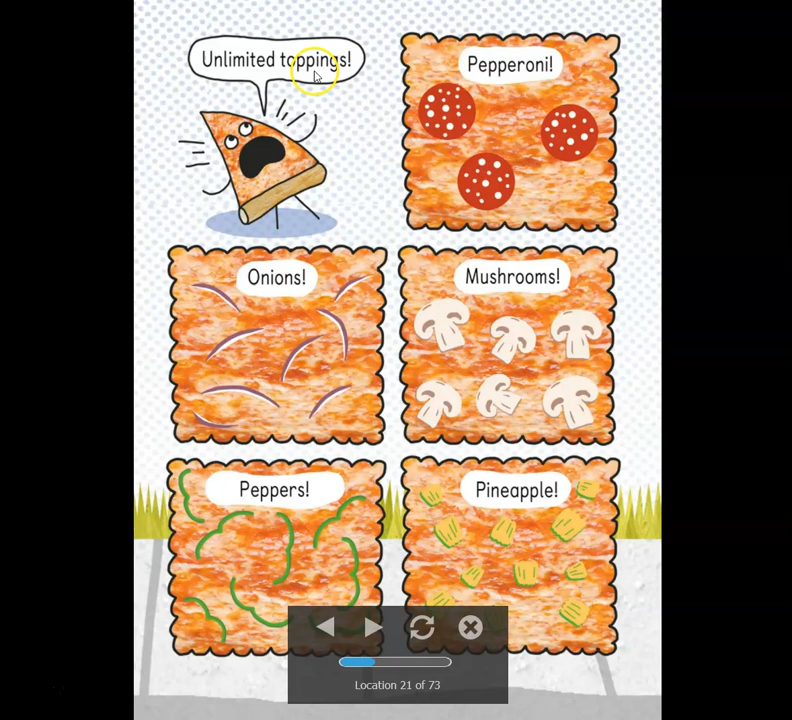 Unlimited toppings!
Pepperoni!
Onions!
Mushrooms!
Peppers!
Pineapple!
Location 21 of 73